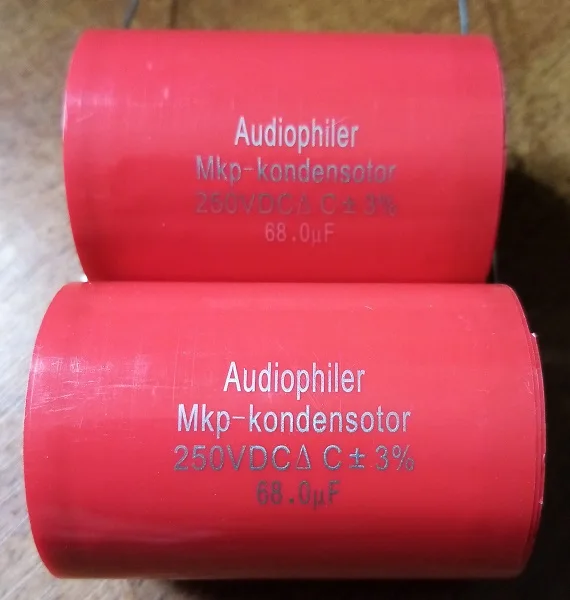 Audiophiler
Mkp-kondensotor
250VDCΔ C±3%
68.0µF
Audiophiler
Mkp-kondensotor
250VDCΔ C±3%
68.0µF